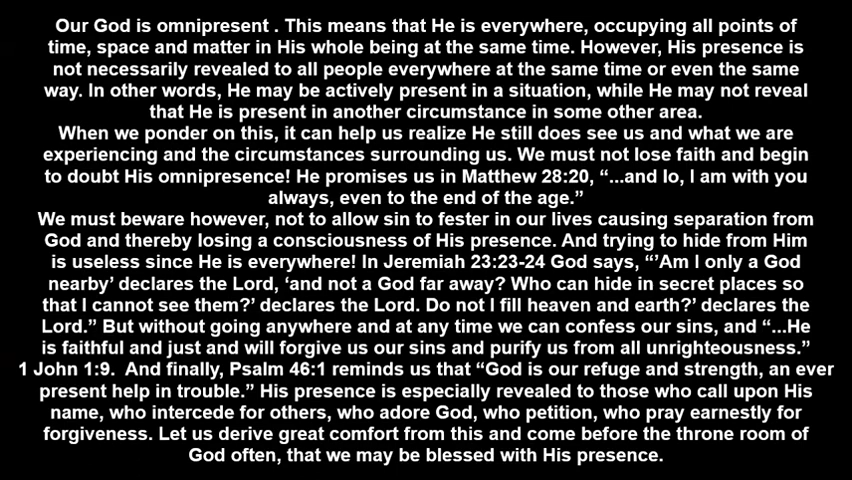 Our God is omnipresent . This means that He is everywhere, occupying all points of
time, space and matter in His whole being at the same time. However, His presence is
not necessarily revealed to all people everywhere at the same time or even the same
way. In other words, He may be actively present in a situation, while He may not reveal
that He is present in another circumstance in some other area.
When we ponder on this, it can help us realize He still does see us and what we are
experiencing and the circumstances surrounding us. We must not lose faith and begin
to doubt His omnipresence! He promises us in Matthew 28:20, “...and lo, I am with you
always, even to the end of the age.”
We must beware however, not to allow sin to fester in our lives causing separation from
God and thereby losing a consciousness of His presence. And trying to hide from Him
is useless since He is everywhere! In Jeremiah 23:23-24 God says, “’Am I only a God
nearby’ declares the Lord, ‘and not a God far away? Who can hide in secret places so
that I cannot see them?’ declares the Lord. Do not I fill heaven and earth?’ declares the
Lord.” But without going anywhere and at any time we can confess our sins, and “...He
is faithful and just and will forgive us our sins and purify us from all unrighteousness.”
1 John 1:9.  And finally, Psalm 46:1 reminds us that “God is our refuge and strength, an ever
present help in trouble.” His presence is especially revealed to those who call upon His
name, who intercede for others, who adore God, who petition, who pray earnestly for
forgiveness. Let us derive great comfort from this and come before the throne room of
God often, that we may be blessed with His presence.